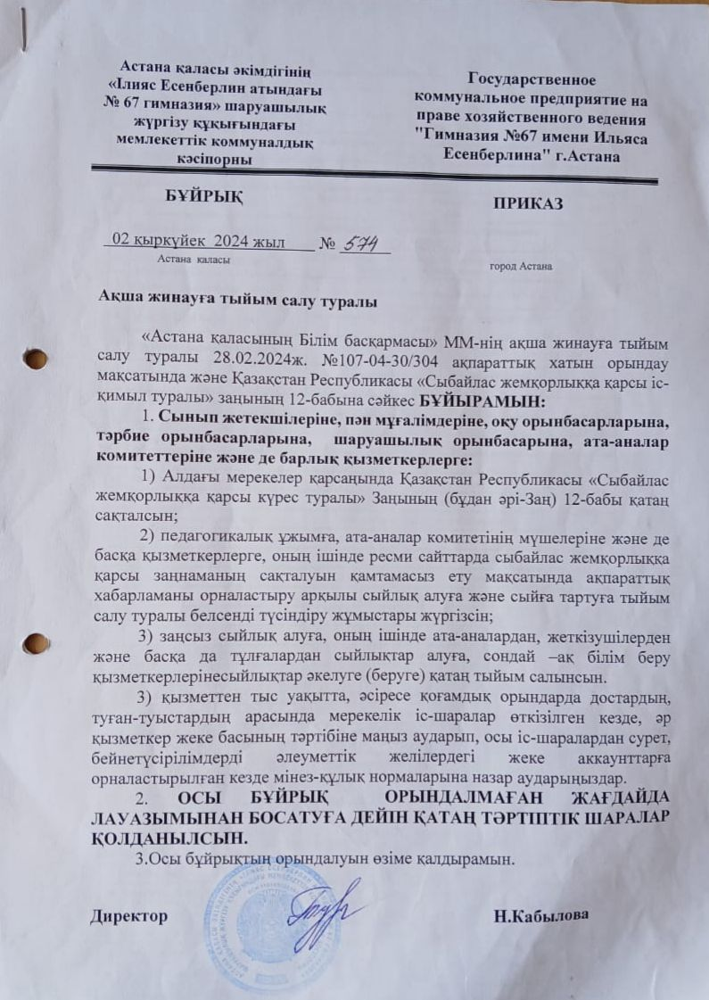 Астана қаласы әкімдігінің
«Ілияс Есенберлин атындағы
№ 67 гимназия» шаруашылық
жүргізу құқығындағы
мемлекеттік коммуналдық
кәсіпорны
Государственное
коммунальное предприятие на
праве хозяйственного ведения
"Гимназия №67 имени Ильяса
Есенберлина" г.Астана
БҰЙРЫҚ
ПРИКАЗ
02 қыркүйек 2024 жыл № 574
Астана қаласы
город Астана
Ақша жинауға тыйым салу туралы
«Астана қаласының Білім басқармасы» ММ-нің ақша жинауға тыйым
салу туралы 28.02.2024ж. №107-04-30/304 ақпараттық хатын орындау
мақсатында және Қазақстан Республикасы «Сыбайлас жемқорлыққа қарсы іс-
қимыл туралы» заңының 12-бабына сәйкес БҰЙЫРАМЫН:
1. Сынып жетекшілеріне, пән мұғалімдеріне, оқу орынбасарларына,
тәрбие орынбасарларына, шаруашылық орынбасарына, ата-аналар
комитеттеріне және де барлық қызметкерлерге:
1) Алдағы мерекелер қарсаңында Қазақстан Республикасы «Сыбайлас
жемқорлыққа қарсы күрес туралы» Заңының (бұдан әрі-Заң) 12-бабы қатаң
сақталсын;
2) педагогикалық ұжымға, ата-аналар комитетінің мүшелеріне және де
басқа қызметкерлерге, оның ішінде ресми сайттарда сыбайлас жемқорлыққа
қарсы заңнаманың сақталуын қамтамасыз ету мақсатында ақпараттық
хабарламаны орналастыру арқылы сыйлық алуға және сыйға тартуға тыйым
салу туралы белсенді түсіндіру жұмыстары жүргізсін;
3) заңсыз сыйлық алуға, оның ішінде ата-аналардан, жеткізушілерден
және басқа да тұлғалардан сыйлықтар алуға, сондай –ақ білім беру
қызметкерлерінесыйлықтар әкелуге (беруге) қатаң тыйым салынсын.
3) қызметтен тыс уақытта, әсіресе қоғамдық орындарда достардың,
туған-туыстардың арасында мерекелік іс-шаралар өткізілген кезде, әр
қызметкер жеке басының тәртібіне маңыз аударып, осы іс-шаралардан сурет,
бейнетүсірілімдерді әлеуметтік желілердегі жеке аккаунттарға
орналастырылған кезде мінез-құлық нормаларына назар аударыңыздар.
2. ОСЫ БҰЙРЫҚ ОРЫНДАЛМАҒАН ЖАҒДАЙДА
ЛАУАЗЫМЫНАН БОСАТУҒА ДЕЙІН ҚАТАҢ ТӘРТІПТІК ШАРАЛАР
ҚОЛДАНЫЛСЫН.
3.Осы бұйрықтың орындалуын өзіме қалдырамын.
Директор
Н.Кабылова